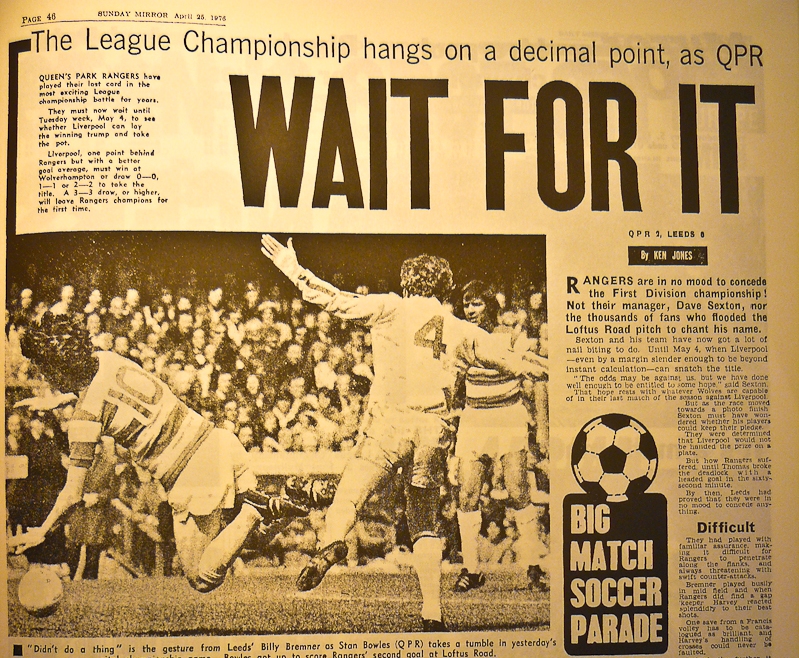 PAGE 46
SUNDAY MIRROR April 25, 1976
The League Championship hangs on a decimal point, as QPR
WAIT FOR IT
QUEEN'S PARK RANGERS have
played their last card in the
most exciting League
championship battle for years.
They must now wait until
Tuesday week, May 4, to see
whether Liverpool can lay
the winning trump and take
the pot.
Liverpool, one point behind
Rangers but with a better
goal average, must win at
Wolverhampton or draw 0—0,
1—1 or 2—2 to take the
title. A 3—3 draw, or higher,
will leave Rangers champions for
the first time.
QPR 2, LEEDS 0
By KEN JONES
RANGERS are in no mood to concede
the First Division championship!
Not their manager, Dave Sexton, nor
the thousands of fans who flooded the
Loftus Road pitch to chant his name.
Sexton and his team have now got a lot of
nail biting to do. Until May 4, when Liverpool
—even by a margin slender enough to be beyond
instant calculation—can snatch the title.
"The odds may be against us, but we have done
well enough to be entitled to some hope," said Sexton.
That hope rests with whatever Wolves are capable
of in their last match of the season against Liverpool.
But as the race moved
towards a photo finish
Sexton must have won-
dered whether his players
could keep their pledge.
They were determined
that Liverpool would not
be handed the prize on a
plate.
But how Rangers suf-
fered, until Thomas broke
the deadlock with a
headed goal in the sixty-
second minute.
By then, Leeds had
proved that they were in
no mood to concede any-
thing.
Difficult
They had played with
familiar assurance, mak-
ing it difficult for
Rangers to penetrate
along the flanks, and
always threatening with
swift counter-attacks.
Bremner played busily
in mid field and when
Rangers did find a gap
'keeper Harvey reacted
splendidly to their best
shots.
One save from a Francis
volley has to be cata-
logued as brilliant, and
Harvey's handling of
crosses could never be
faulted.
BIG
MATCH
SOCCER
PARADE
4
10
"Didn't do a thing" is the gesture from Leeds' Billy Bremner as Stan Bowles (QPR) takes a tumble in yesterday's
Bowles got up to score Rangers' second goal at Loftus Road.